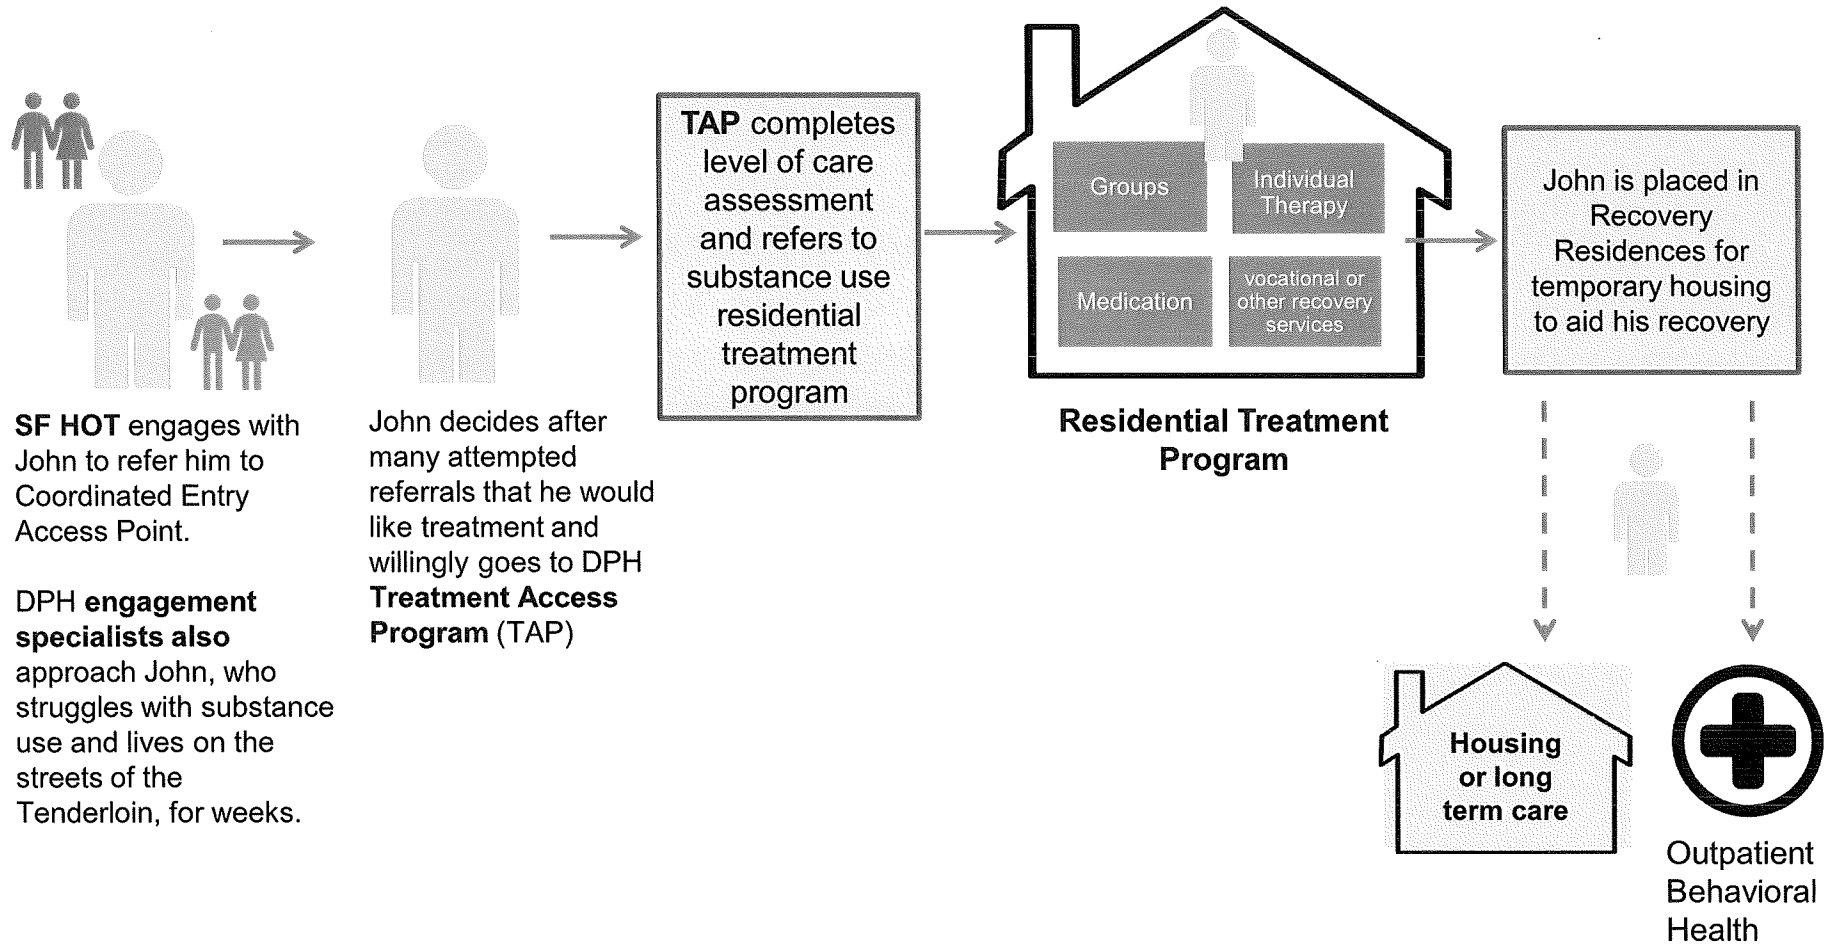 SF HOT engages with
John to refer him to
Coordinated Entry
Access Point.
DPH engagement
specialists also
approach John, who
struggles with substance
use and lives on the
streets of the
Tenderloin, for weeks.
John decides after
many attempted
referrals that he would
like treatment and
willingly goes to DPH
Treatment Access
Program (TAP)
TAP completes
level of care
assessment
and refers to
substance use
residential
treatment
program
Groups
Individual
Therapy
Medication
vocational or
other recovery
services
Residential Treatment
Program
John is placed in
Recovery
Residences for
temporary housing
to aid his recovery
Housing
or long
term care
Outpatient
Behavioral
Health